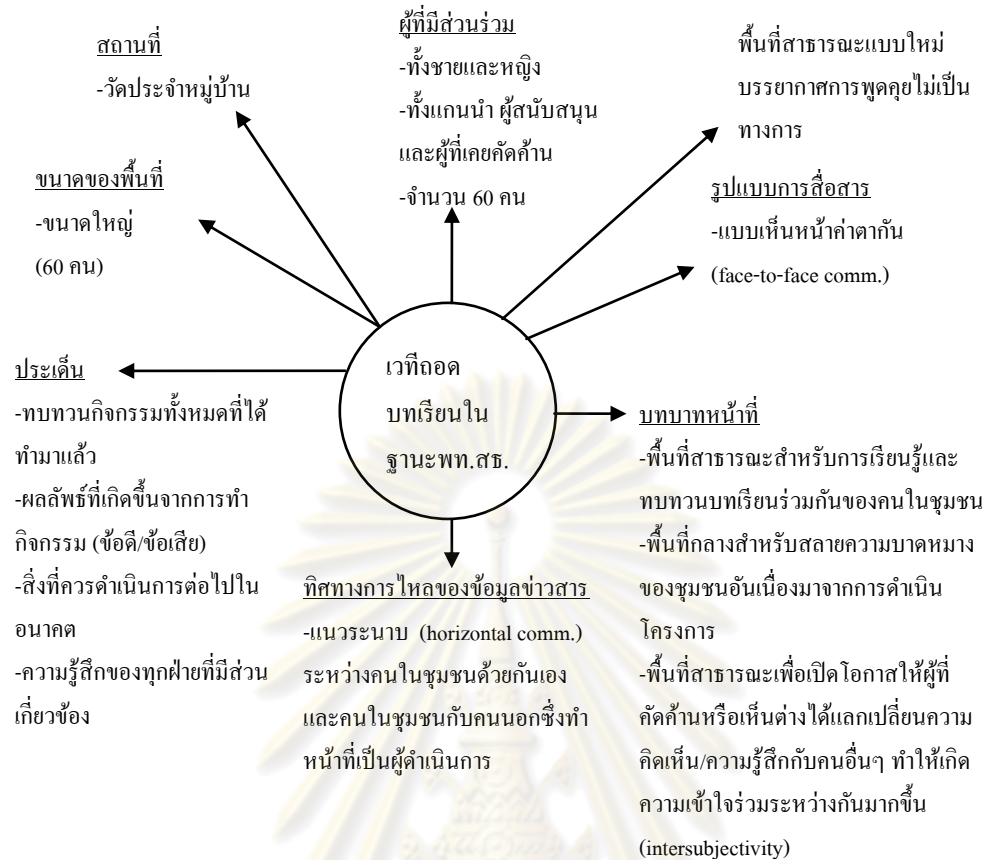 สถานที่
-วัดประจำหมู่บ้าน
ขนาดของพื้นที่
-ขนาดใหญ่
(60 คน)
ผู้ที่มีส่วนร่วม
-ทั้งชายและหญิง
-ทั้งแกนนำ ผู้สนับสนุน
และผู้ที่เคยคัดค้าน
-จำนวน 60 คน
พื้นที่สาธารณะแบบใหม่
บรรยากาศการพูดคุยไม่เป็น
ทางการ
รูปแบบการสื่อสาร
-แบบเห็นหน้าค่าตากัน
(face-to-face comm.)
เวทีถอด
บทเรียนใน
ฐานะพท.สธ.
ประเด็น
-ทบทวนกิจกรรมทั้งหมดที่ได้
ทำมาแล้ว
-ผลลัพธ์ที่เกิดขึ้นจากการทำ
กิจกรรม (ข้อดี/ข้อเสีย)
-สิ่งที่ควรดำเนินการต่อไปใน
อนาคต
-ความรู้สึกของทุกฝ่ายที่มีส่วน
เกี่ยวข้อง
ทิศทางการไหลของข้อมูลข่าวสาร
-แนวระนาบ (horizontal comm.)
ระหว่างคนในชุมชนด้วยกันเอง
และคนในชุมชนกับคนนอกซึ่งทำ
หน้าที่เป็นผู้ดำเนินการ
บทบาทหน้าที่
-พื้นที่สาธารณะสำหรับการเรียนรู้และ
ทบทวนบทเรียนร่วมกันของคนในชุมชน
-พื้นที่กลางสำหรับสลายความบาดหมาง
ของชุมชนอันเนื่องมาจากการดำเนิน
โครงการ
-พื้นที่สาธารณะเพื่อเปิดโอกาสให้ผู้ที่
คัดค้านหรือเห็นต่างได้แลกเปลี่ยนความ
คิดเห็น/ความรู้สึกกับคนอื่นๆ ทำให้เกิด
ความเข้าใจร่วมระหว่างกันมากขึ้น
(intersubjectivity)